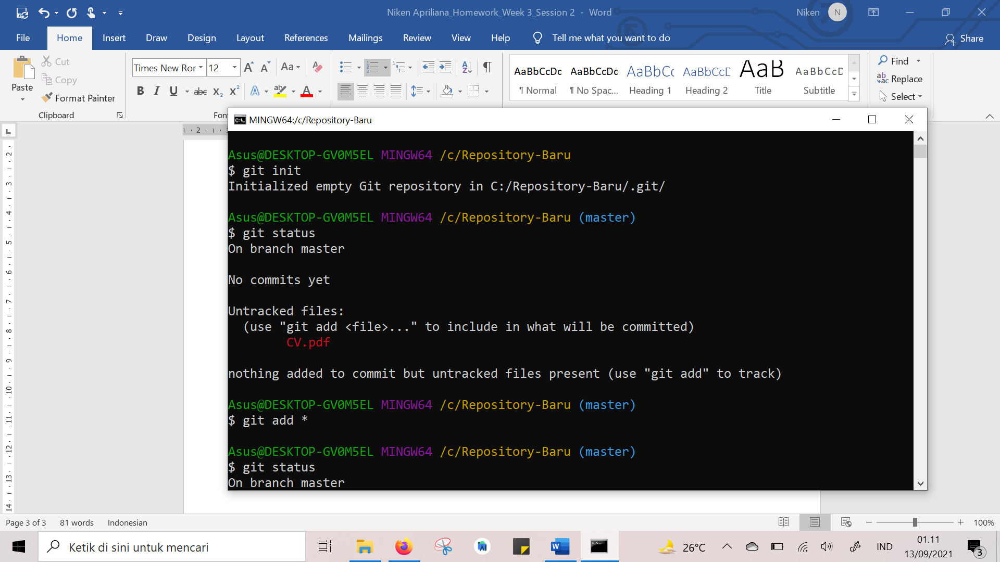 Niken Apriliana_Homework_Week 3_Session 2 - Word
Niken
N
File
Home
Insert
Draw
Design
Layout
References
Mailings
Review
View
Help
Tell me what you want to do
Share
Paste
Cut
Copy
Format Painter
Clipboard
Times New Ror
12
Aa
B I U abc x₂ x²
AaBbCcDc
¶ Normal
AaBbCcDc
¶ No Spac...
AaBbCc
Heading 1
AaBbCcD
Heading 2
AaB
Title
AaBbCcD
Subtitle
Find
Replace
Select
MINGW64:/c/Repository-Baru
Asus@DESKTOP-GV0M5EL MINGW64 /c/Repository-Baru
$ git init
Initialized empty Git repository in C:/Repository-Baru/.git/
Asus@DESKTOP-GV0M5EL MINGW64 /c/Repository-Baru (master)
$ git status
On branch master
No commits yet
Untracked files:
(use "git add <file>..." to include in what will be committed)
CV.pdf
nothing added to commit but untracked files present (use "git add" to track)
Asus@DESKTOP-GV0M5EL MINGW64 /c/Repository-Baru (master)
$ git add *
Asus@DESKTOP-GV0M5EL MINGW64 /c/Repository-Baru (master)
$ git status
On branch master
Page 3 of 3
81 words
Indonesian
100%
Ketik di sini untuk mencari
26°C
IND
01.11
13/09/2021
3